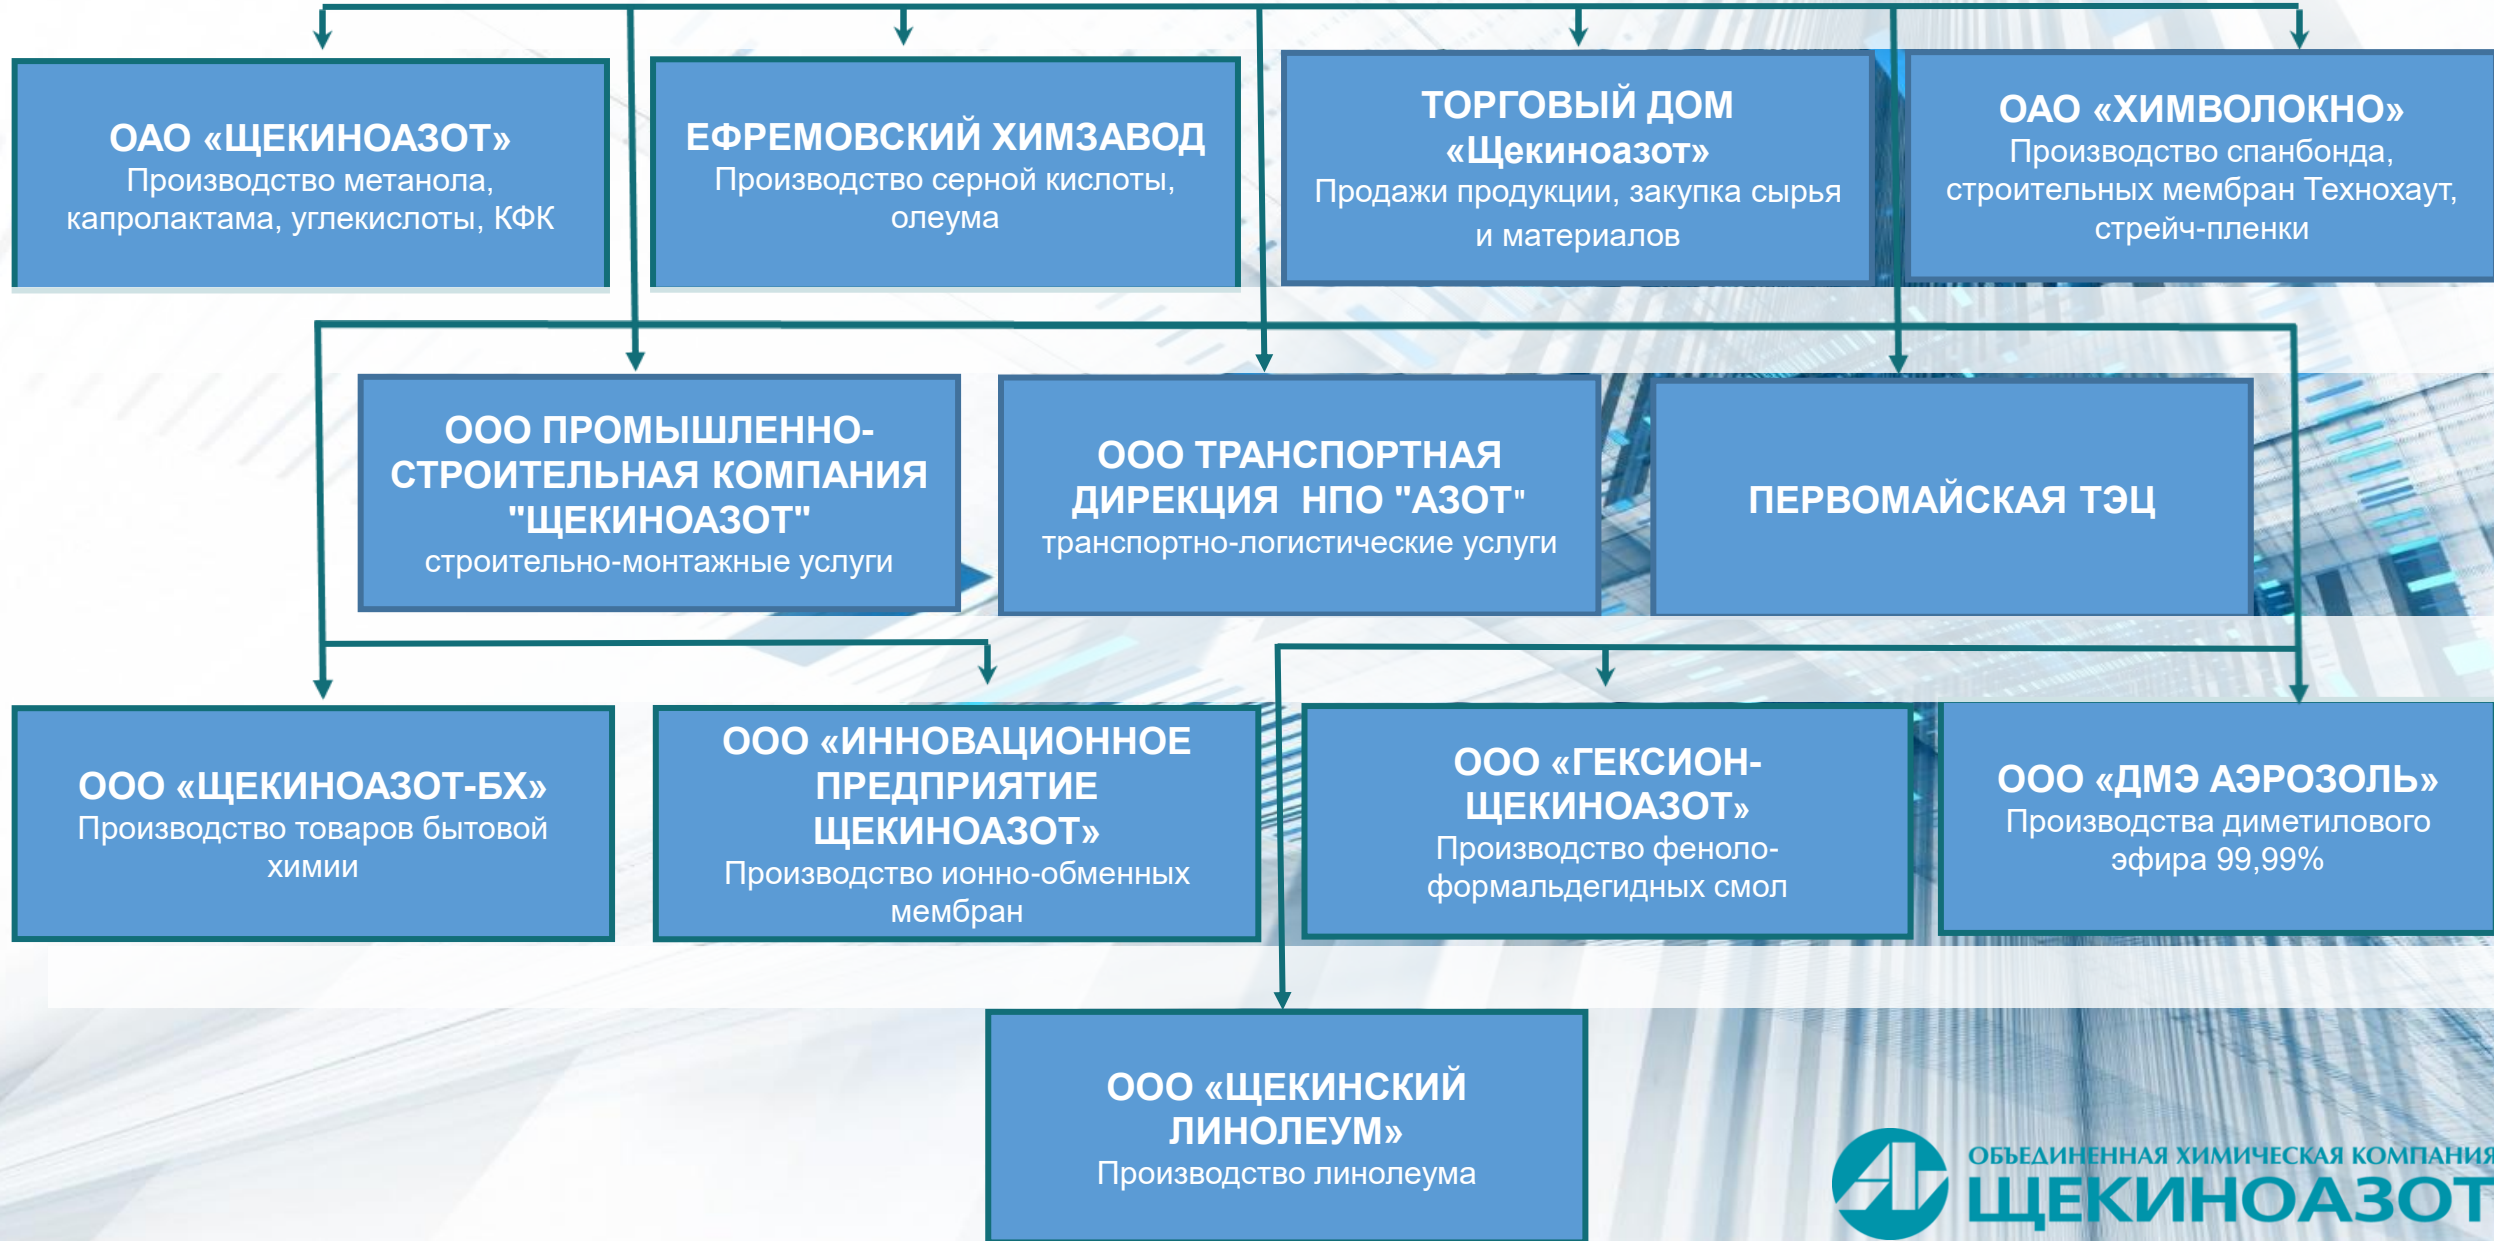 ОАО «ЩЕКИНОАЗОТ»
Производство метанола,
капролактама, углекислоты, КФК
ЕФРЕМОВСКИЙ ХИМЗАВОД
Производство серной кислоты,
олеума
ТОРГОВЫЙ ДОМ
«Щекиноазот»
Продажи продукции, закупка сырья
и материалов
ОАО «ХИМВОЛОКНО»
Производство спанбонда,
строительных мембран Технохаут,
стрейч-пленки
ООО ПРОМЫШЛЕННО-
СТРОИТЕЛЬНАЯ КОМПАНИЯ
"ЩЕКИНОАЗОТ"
строительно-монтажные услуги
ООО ТРАНСПОРТНАЯ
ДИРЕКЦИЯ НПО "АЗОТ"
транспортно-логистические услуги
ПЕРВОМАЙСКАЯ ТЭЦ
ООО «ЩЕКИНОАЗОТ-БХ»
Производство товаров бытовой
химии
ООО «ИННОВАЦИОННОЕ
ПРЕДПРИЯТИЕ
ЩЕКИНОАЗОТ»
Производство ионно-обменных
мембран
ООО «ГЕКСИОН-
ЩЕКИНОАЗОТ»
Производство феноло-
формальдегидных смол
ООО «ДМЭ АЭРОЗОЛЬ»
Производства диметилового
эфира 99,99%
ООО «ЩЕКИНСКИЙ
ЛИНОЛЕУМ»
Производство линолеума
ОБЪЕДИНЕННАЯ ХИМИЧЕСКАЯ КОМПАНИЯ
ЩЕКИНОАЗОТ